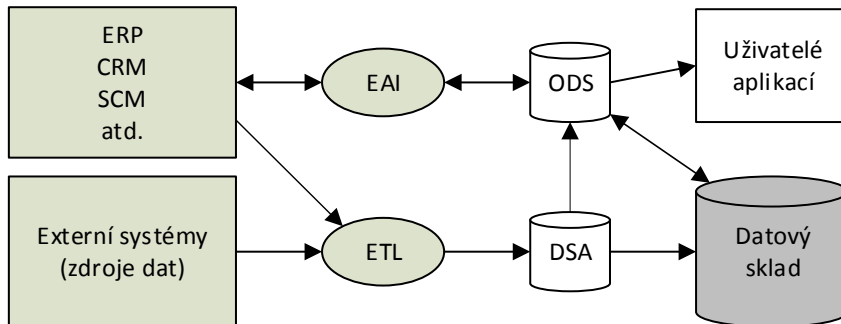 ERP
CRM
SCM
atd.
EAI
ODS
Uživatelé
aplikací
Externí systémy
(zdroje dat)
ETL
DSA
Datový
sklad